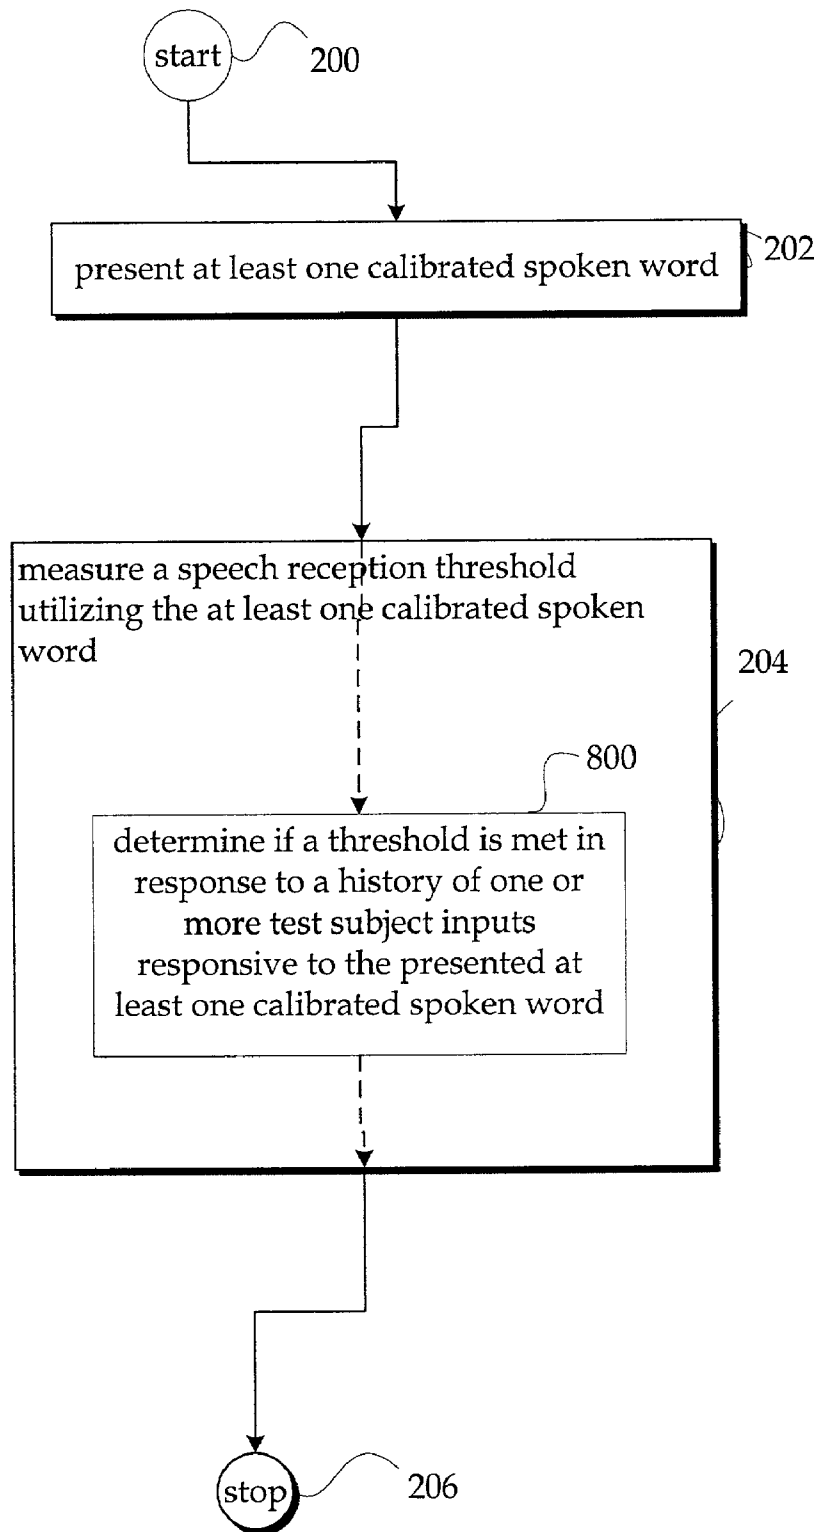 start
200
present at least one calibrated spoken word
202
measure a speech reception threshold
utilizing the at least one calibrated spoken
word
204
800
determine if a threshold is met in
response to a history of one or
more test subject inputs
responsive to the presented at
least one calibrated spoken word
stop
206